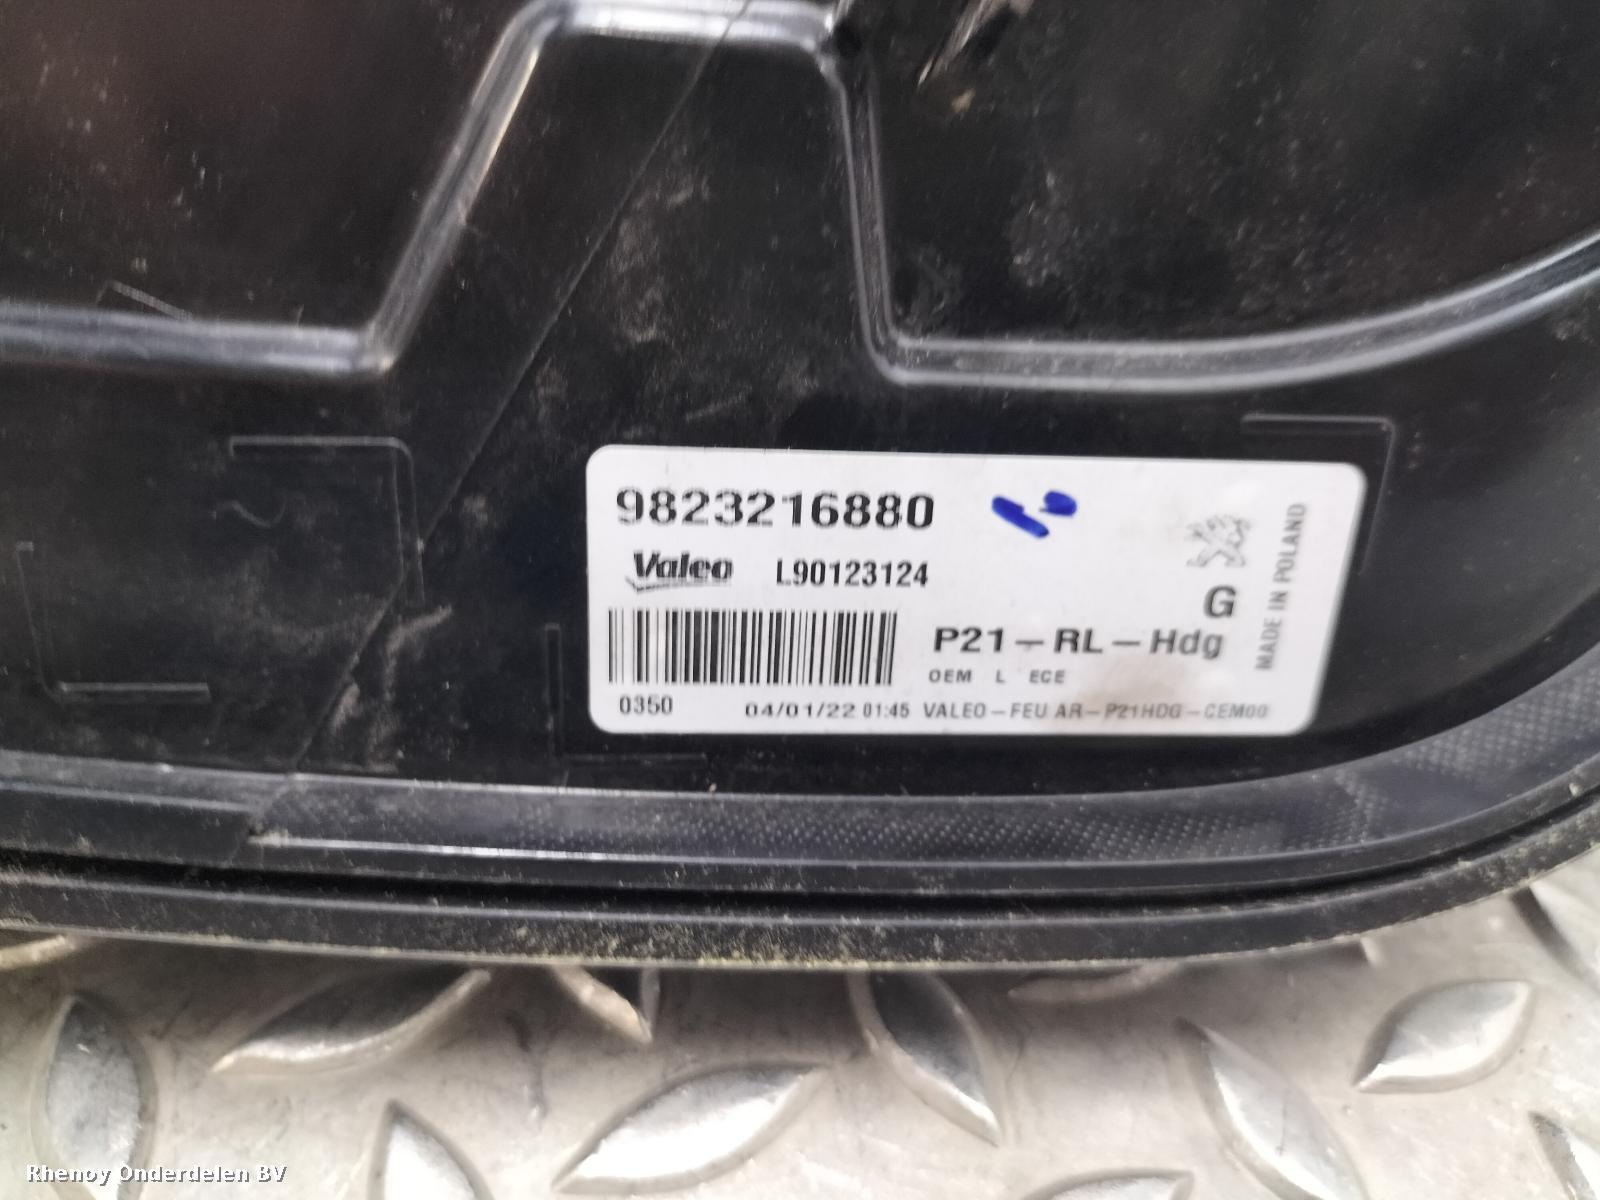 9823216880
Valeo L90123124
G
P21-RL-Hdg
OEM L ECE
0350 04/01/22 01:45 VALEO-FEU AR-P21HDG-CEM00
MADE IN POLAND
Rhenoy Onderdelen BV